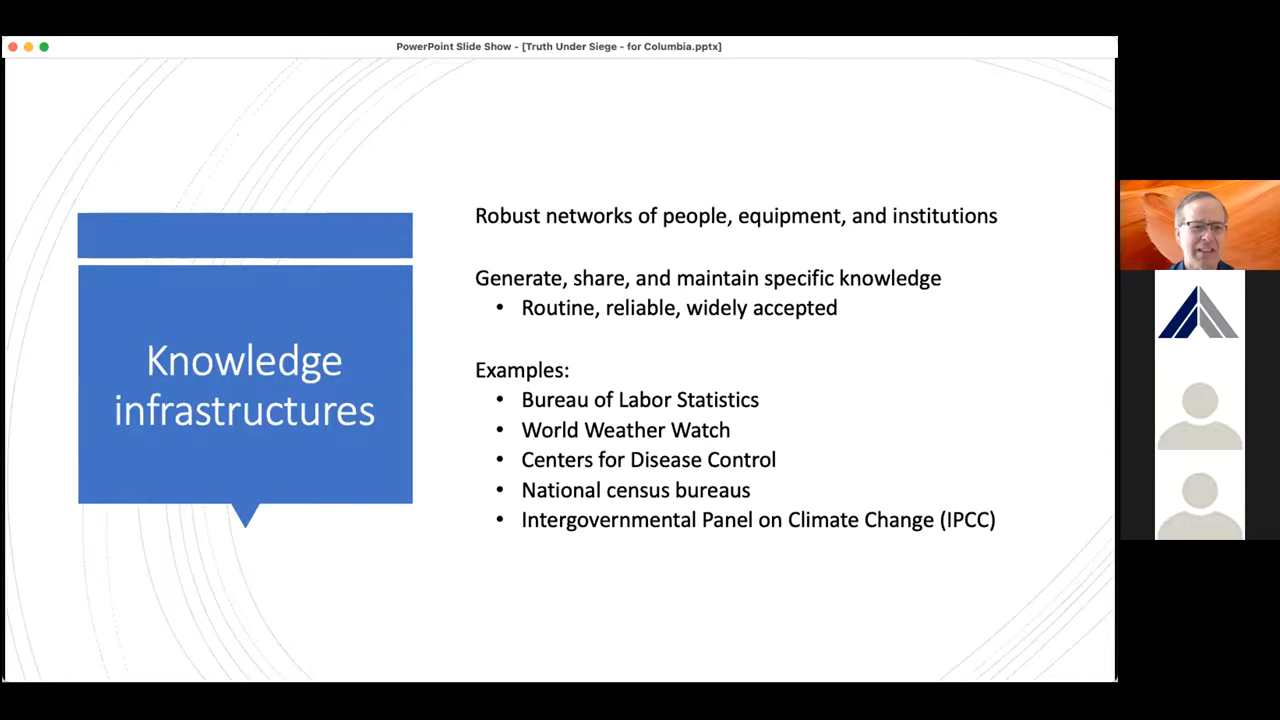 PowerPoint Slide Show - [Truth Under Siege - for Columbia.pptx]
Knowledge
infrastructures
Robust networks of people, equipment, and institutions
Generate, share, and maintain specific knowledge
• Routine, reliable, widely accepted
Examples:
• Bureau of Labor Statistics
• World Weather Watch
• Centers for Disease Control
• National census bureaus
• Intergovernmental Panel on Climate Change (IPCC)